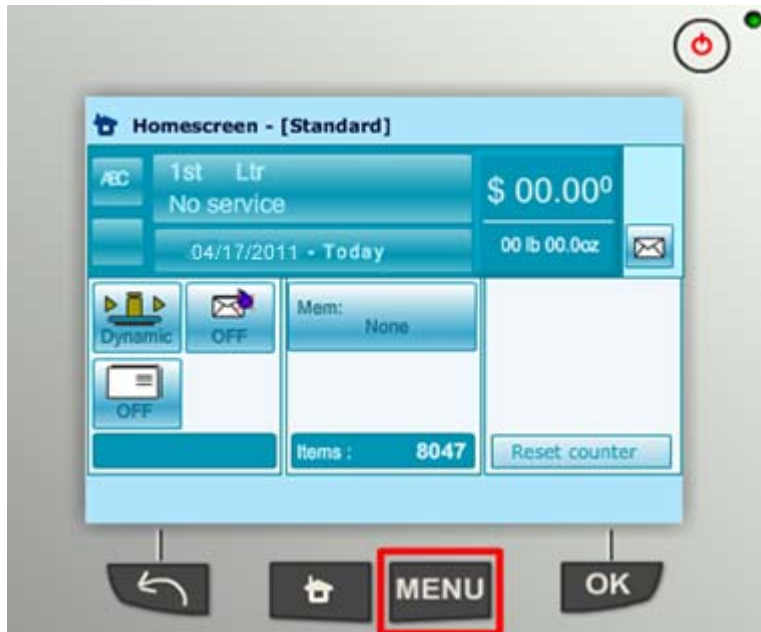 Homescreen - [Standard]
ABC
1st Ltr
No service
$ 00.00⁰
04/17/2011 - Today
00 lb 00.0oz
Dynamic
OFF
Mem:
None
OFF
Items : 8047
Reset counter
MENU
OK